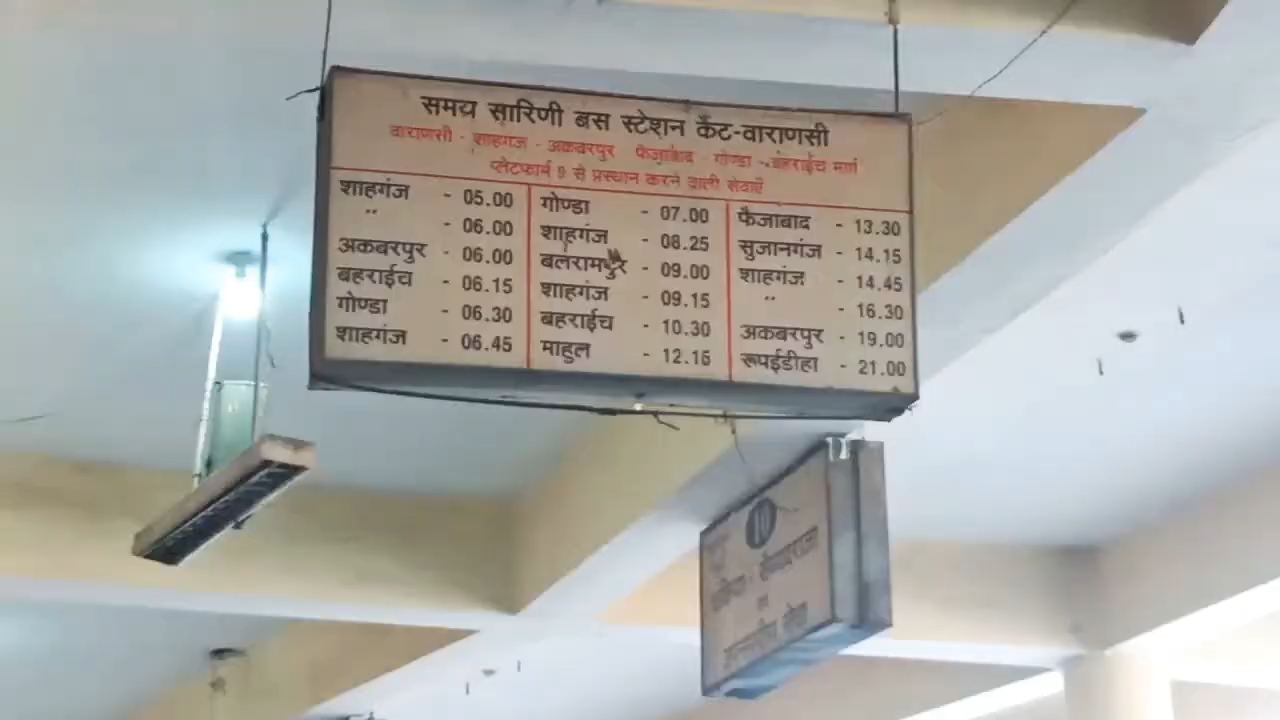 समय सारिणी बस स्टेशन कैंट-वाराणसी
वाराणसी - शाहगंज - अकबरपुर फैजाबाद - गोण्डा - बहराईच मार्ग
प्लेटफार्म 9 से प्रस्थान करने वाली सेवाएँ
शाहगंज - 05.00
" - 06.00
अकबरपुर - 06.00
बहराईच - 06.15
गोण्डा - 06.30
शाहगंज - 06.45
गोण्डा - 07.00
शाहगंज - 08.25
बलरामपुर - 09.00
शाहगंज - 09.15
बहराईच - 10.30
माहुल - 12.15
फैजाबाद - 13.30
सुजानगंज - 14.15
शाहगंज - 14.45
" - 16.30
अकबरपुर - 19.00
रूपईडीहा - 21.00
10